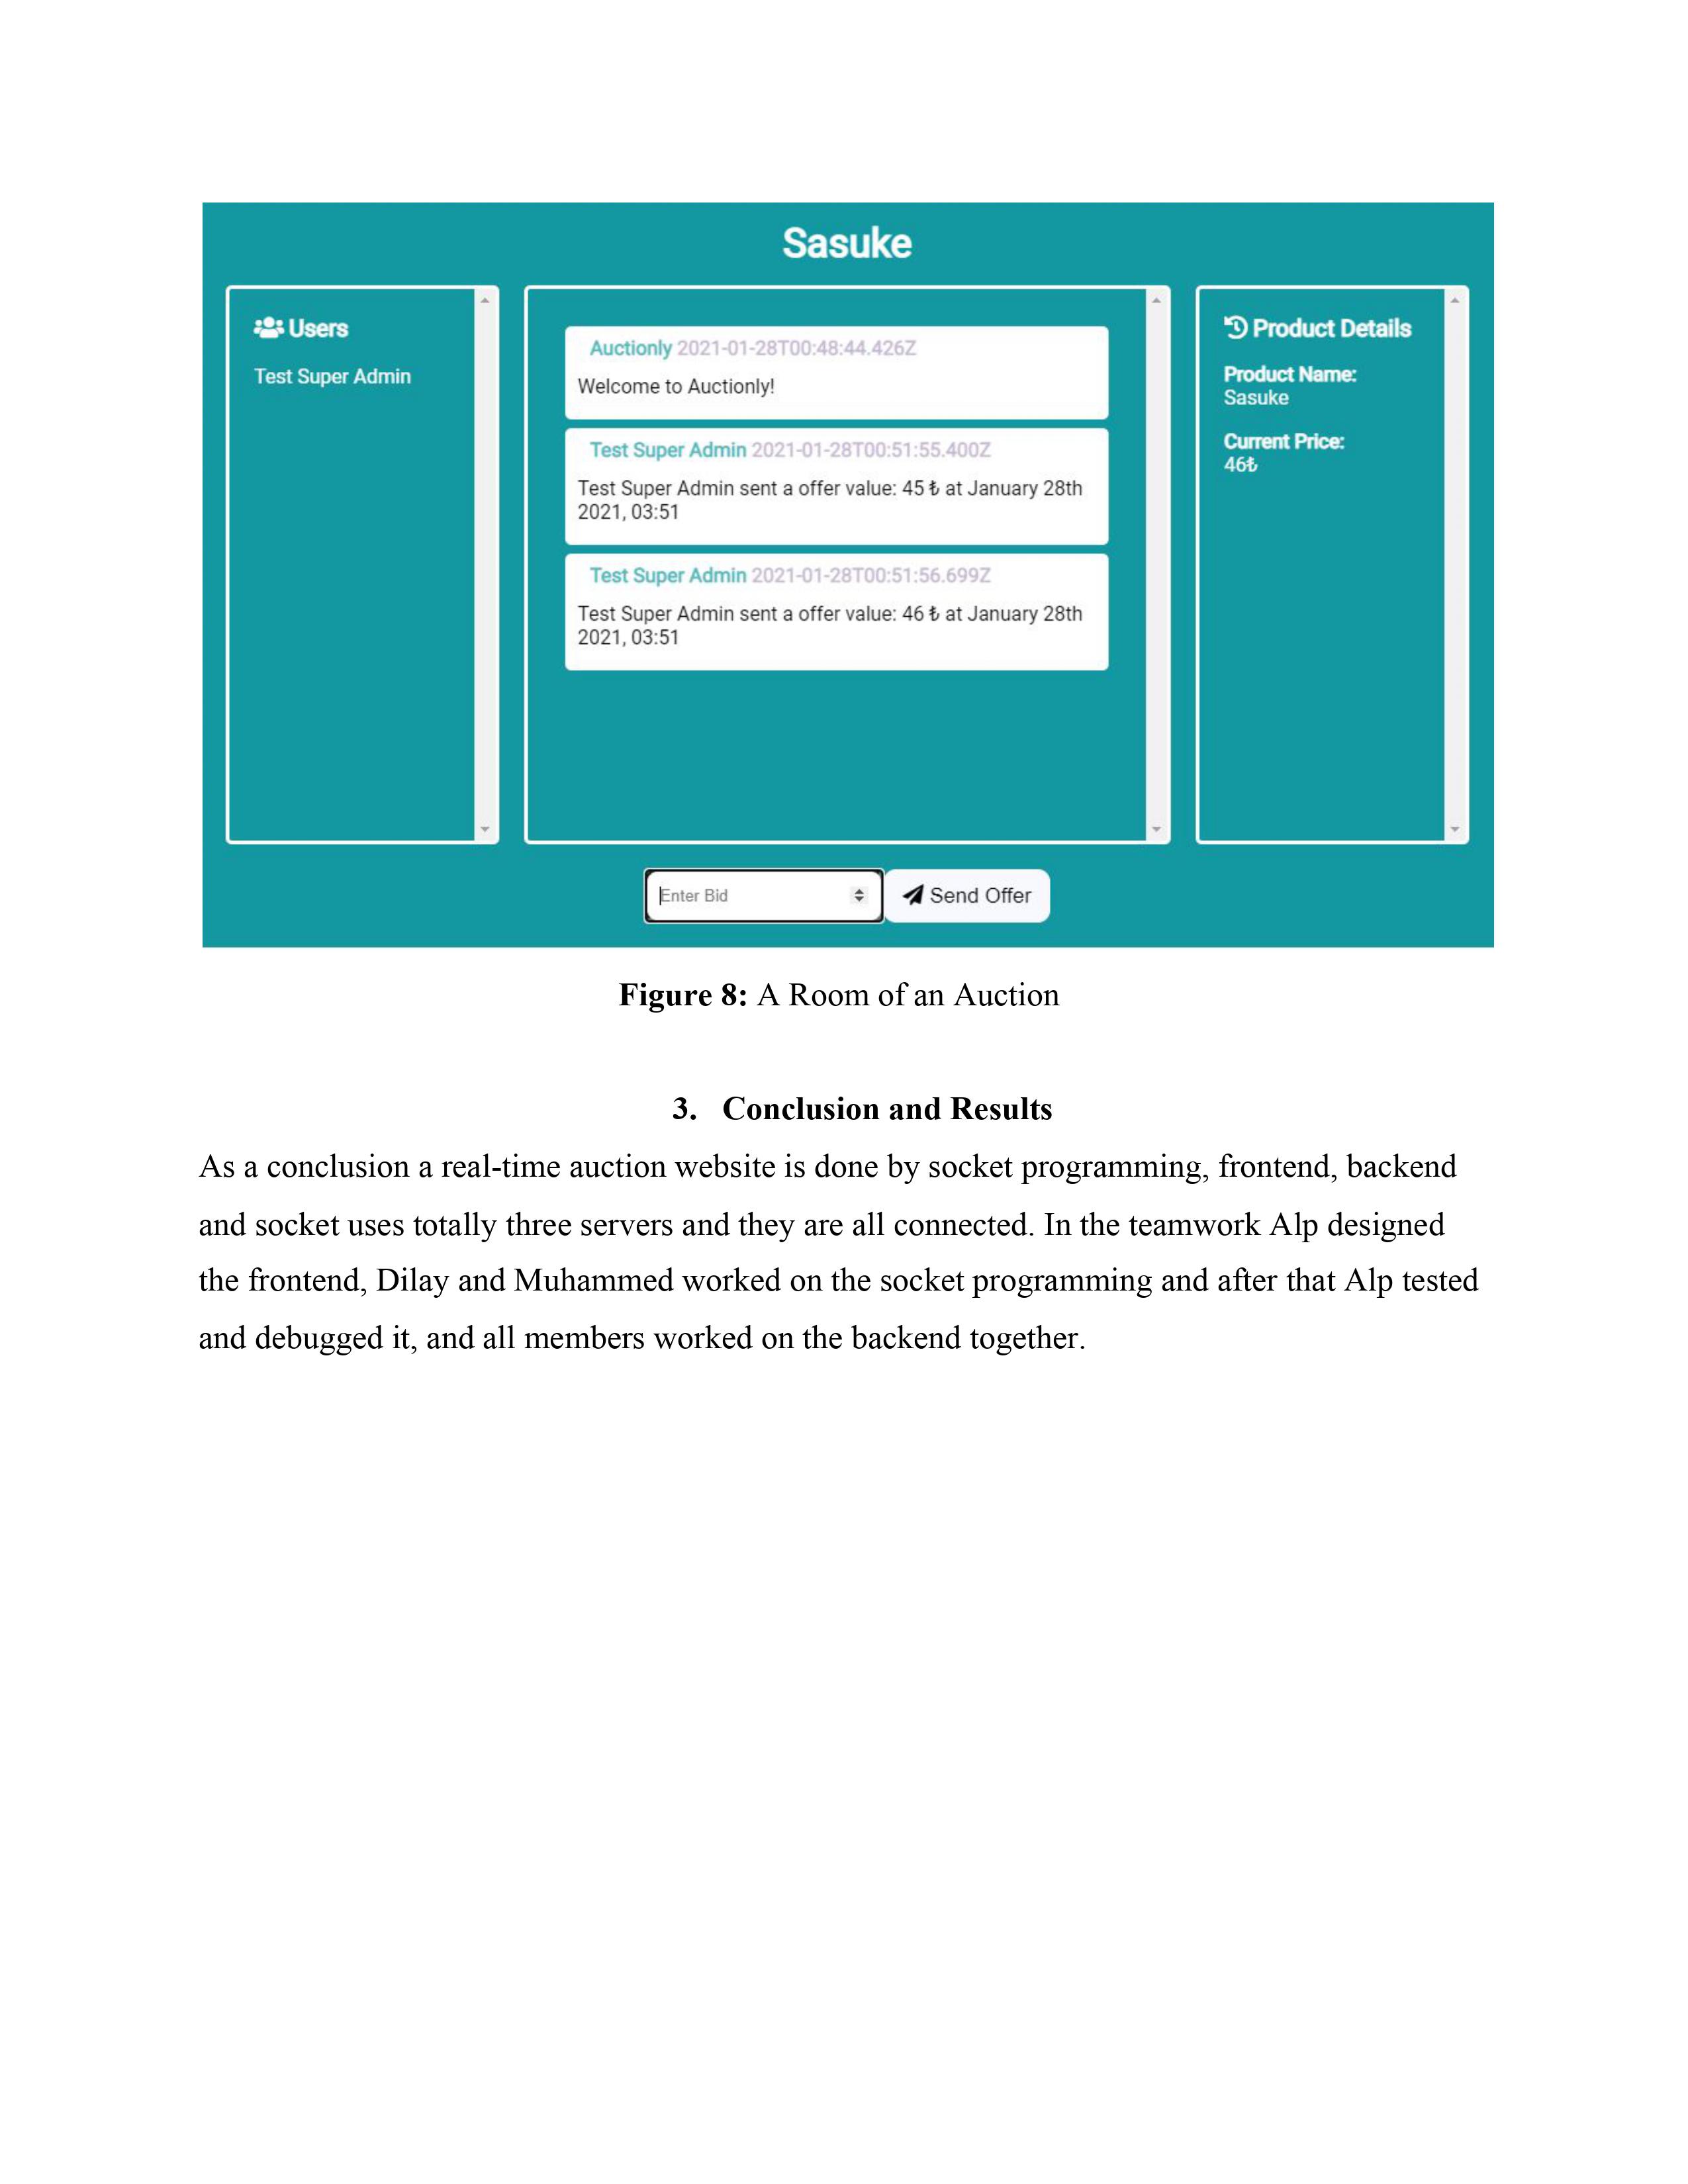 Sasuke
Users
Test Super Admin
Auctionly 2021-01-28T00:48:44.426Z
Welcome to Auctionly!
Test Super Admin 2021-01-28T00:51:55.400Z
Test Super Admin sent a offer value: 45 ₺ at January 28th
2021, 03:51
Test Super Admin 2021-01-28T00:51:56.699Z
Test Super Admin sent a offer value: 46 ₺ at January 28th
2021, 03:51
Product Details
Product Name:
Sasuke
Current Price:
46₺
Enter Bid
Send Offer
Figure 8: A Room of an Auction
3. Conclusion and Results
As a conclusion a real-time auction website is done by socket programming, frontend, backend
and socket uses totally three servers and they are all connected. In the teamwork Alp designed
the frontend, Dilay and Muhammed worked on the socket programming and after that Alp tested
and debugged it, and all members worked on the backend together.